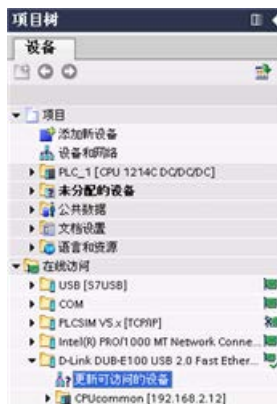 项目树
设备
项目
添加新设备
设备和网络
PLC_1 [CPU 1214C DC/DC/DC]
未分配的设备
公共数据
文档设置
语言和资源
在线访问
USB [S7USB]
COM
PLCSIM V5.x [TCP/IP]
Intel(R) PRO/1000 MT Network Conne...
D-Link DUB-E100 USB 2.0 Fast Ether...
更新可访问的设备
CPUcommon [192.168.2.12]